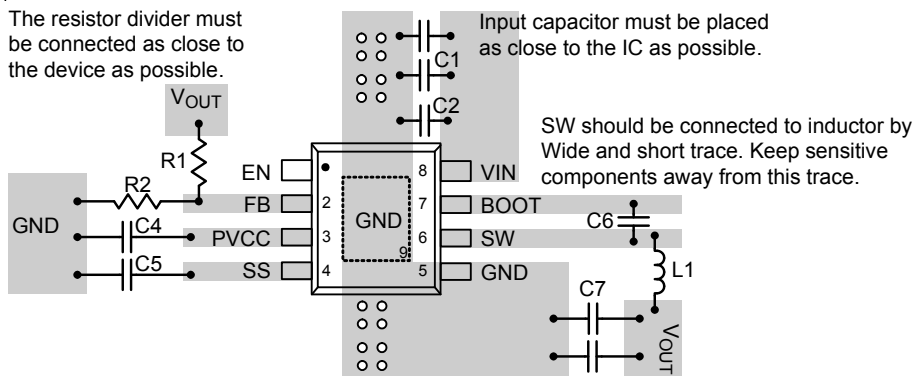 The resistor divider must
be connected as close to
the device as possible.
Input capacitor must be placed
as close to the IC as possible.
C1
C2
VOUT
SW should be connected to inductor by
Wide and short trace. Keep sensitive
components away from this trace.
R1
R2
EN
8
VIN
FB
2
7
BOOT
GND
C4
PVCC
3
GND
6
SW
C6
C5
SS
4
9
5
GND
L1
C7
VOUT